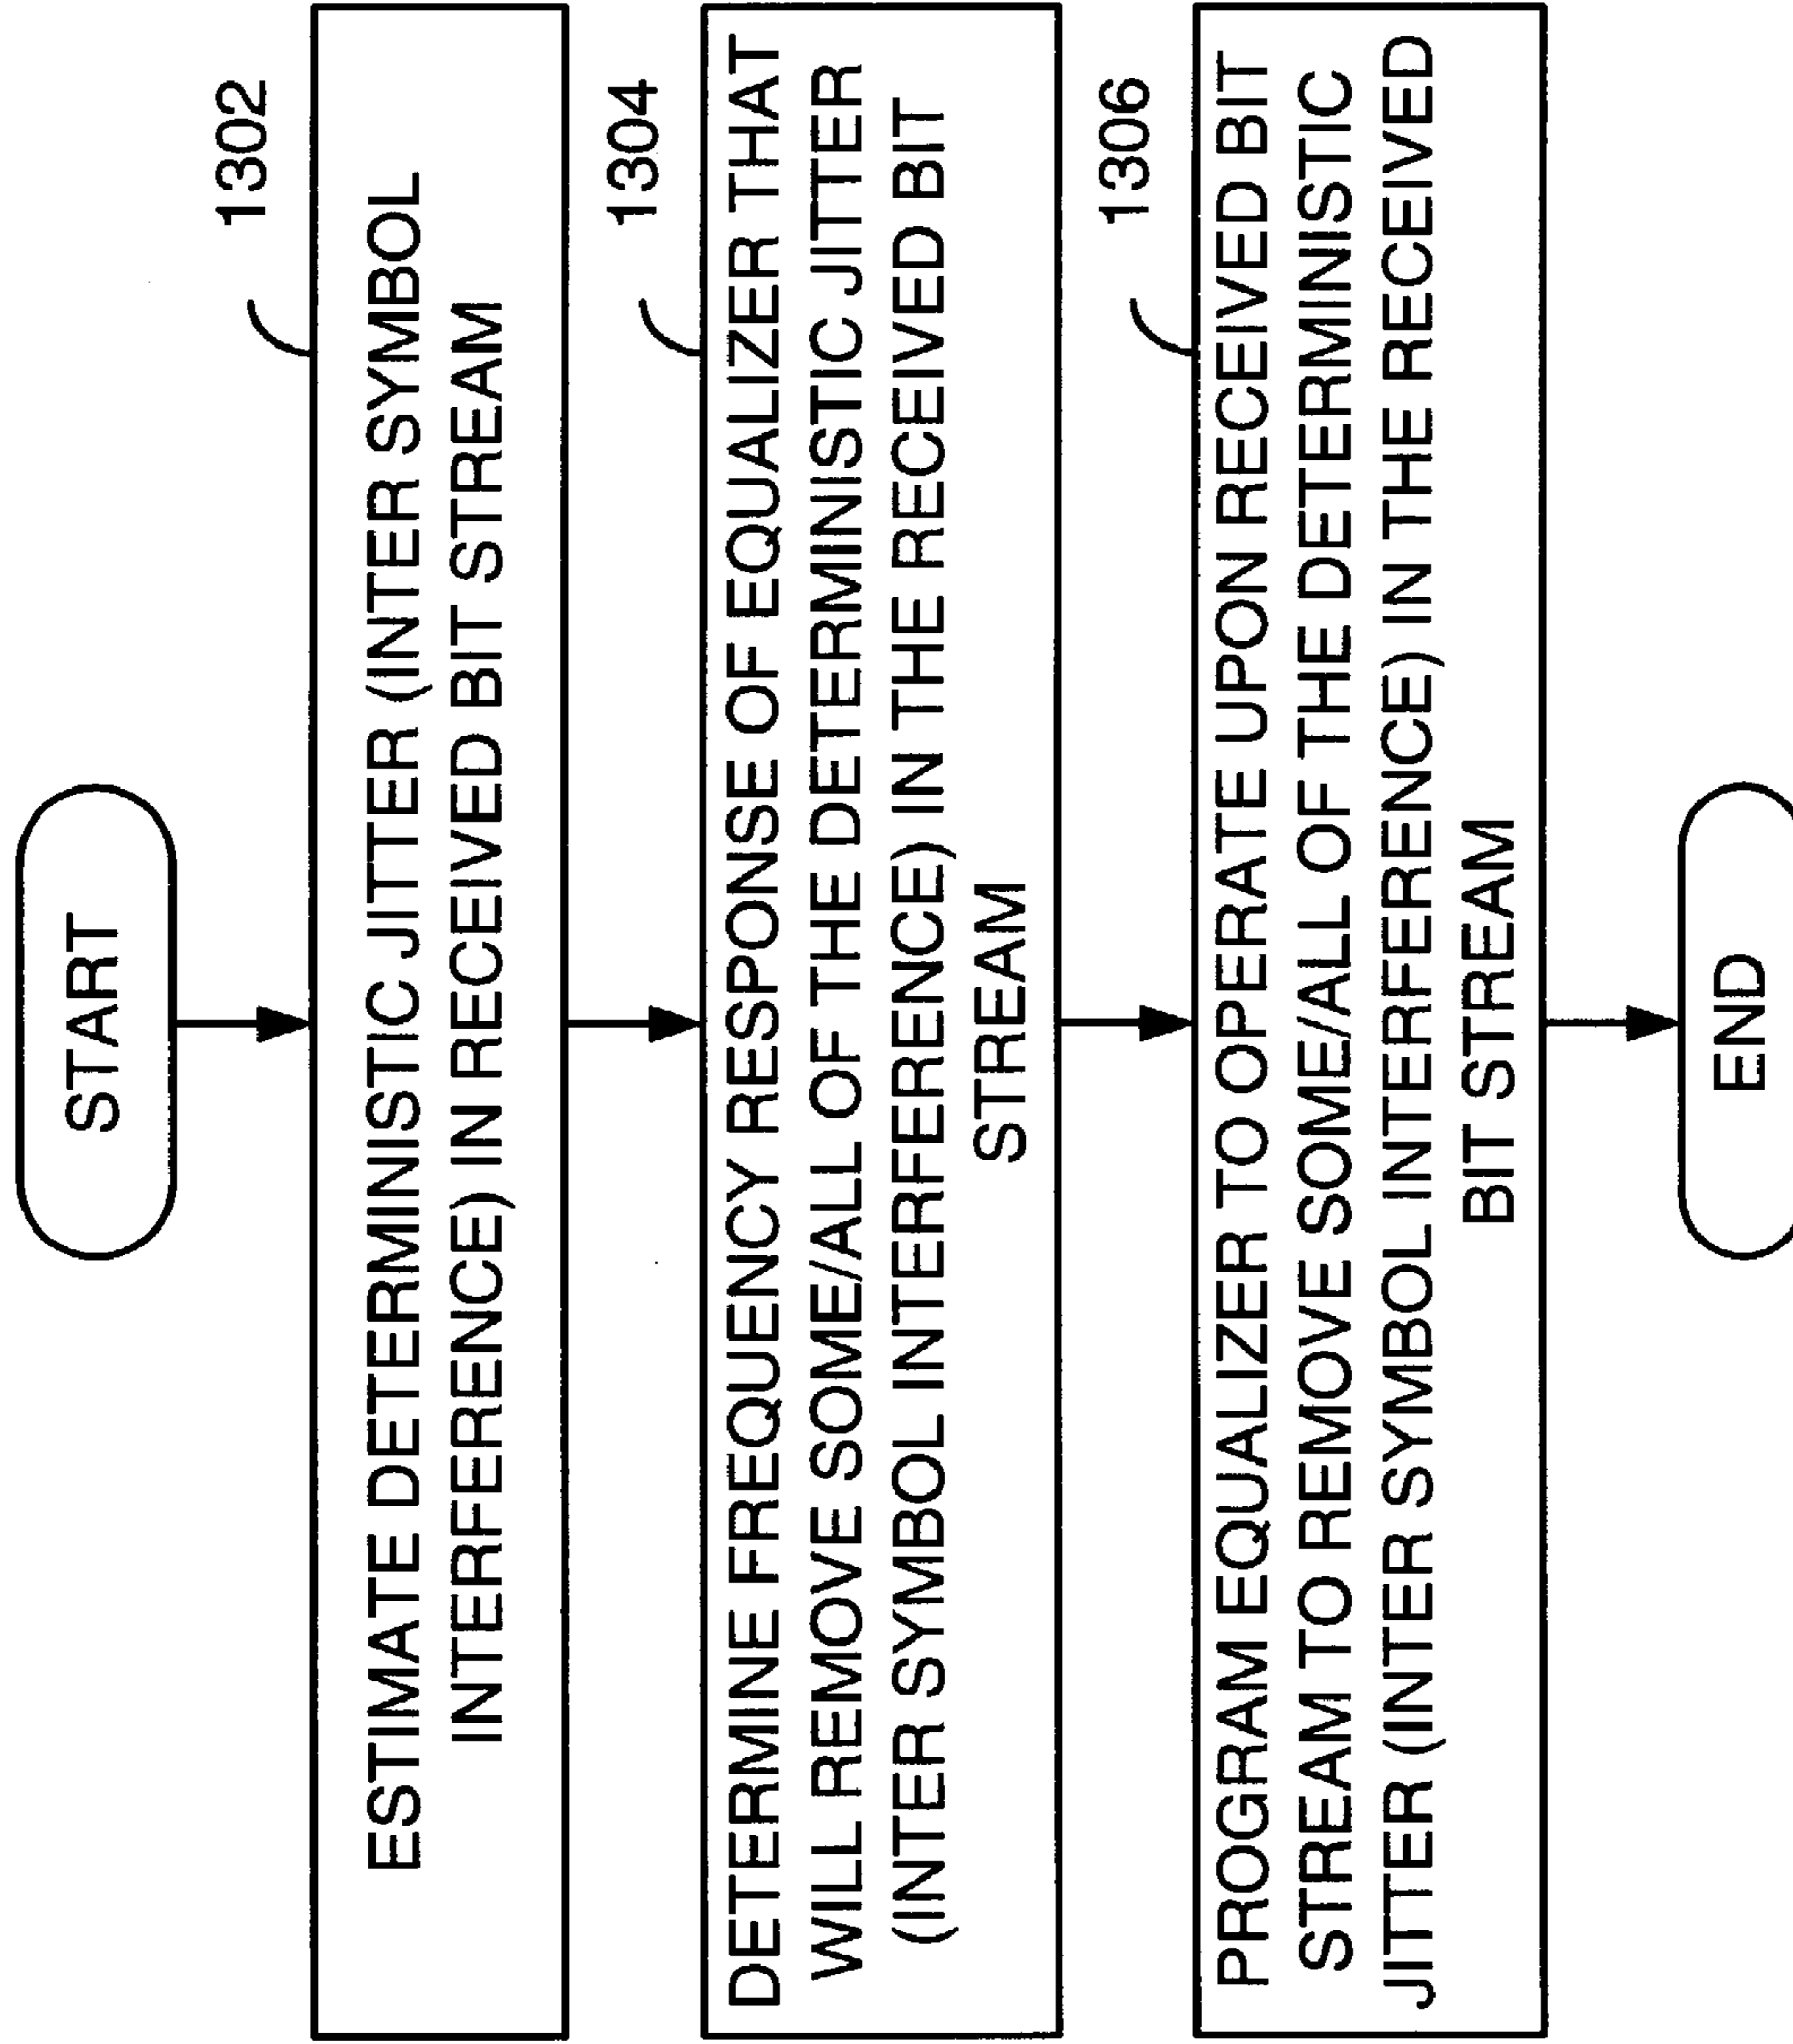 START
1302
ESTIMATE DETERMINISTIC JITTER (INTER SYMBOL
INTERFERENCE) IN RECEIVED BIT STREAM
1304
DETERMINE FREQUENCY RESPONSE OF EQUALIZER THAT
WILL REMOVE SOME/ALL OF THE DETERMINISTIC JITTER
(INTER SYMBOL INTERFERENCE) IN THE RECEIVED BIT
STREAM
1306
PROGRAM EQUALIZER TO OPERATE UPON RECEIVED BIT
STREAM TO REMOVE SOME/ALL OF THE DETERMINISTIC
JITTER (INTER SYMBOL INTERFERENCE) IN THE RECEIVED
BIT STREAM
END